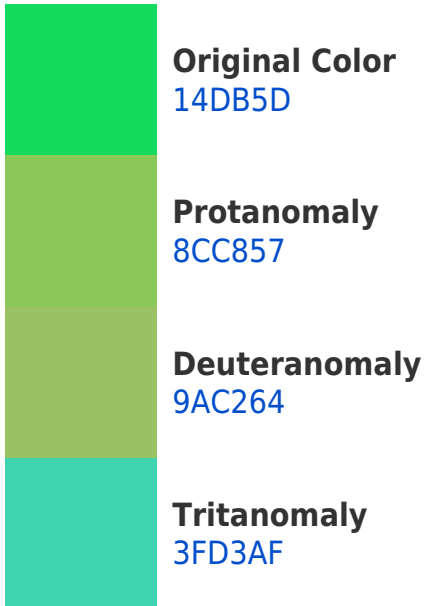 Original Color
14DB5D
Protanomaly
8CC857
Deuteranomaly
9AC264
Tritanomaly
3FD3AF